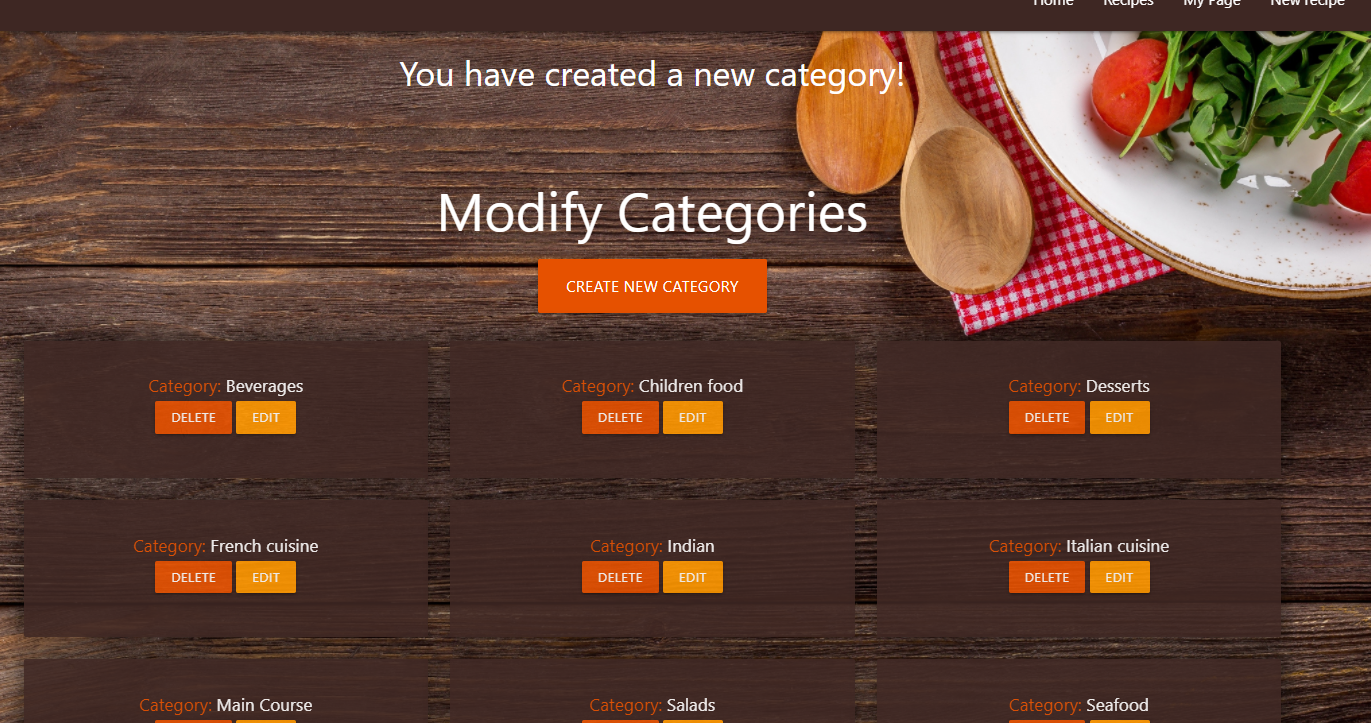 Home Recipes My Page New recipe
You have created a new category!
Modify Categories
CREATE NEW CATEGORY
Category: Beverages
DELETE EDIT
Category: Children food
DELETE EDIT
Category: Desserts
DELETE EDIT
Category: French cuisine
DELETE EDIT
Category: Indian
DELETE EDIT
Category: Italian cuisine
DELETE EDIT
Category: Main Course
Category: Salads
Category: Seafood